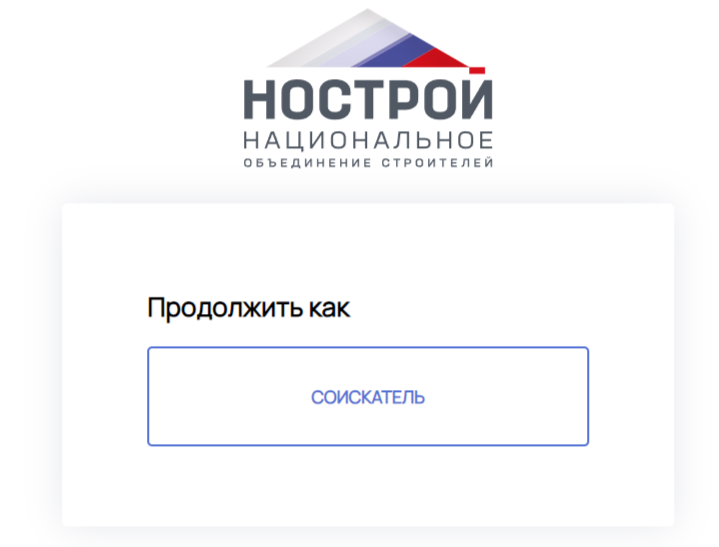 НОСТРОЙ
НАЦИОНАЛЬНОЕ
ОБЪЕДИНЕНИЕ СТРОИТЕЛЕЙ
Продолжить как
СОИСКАТЕЛЬ